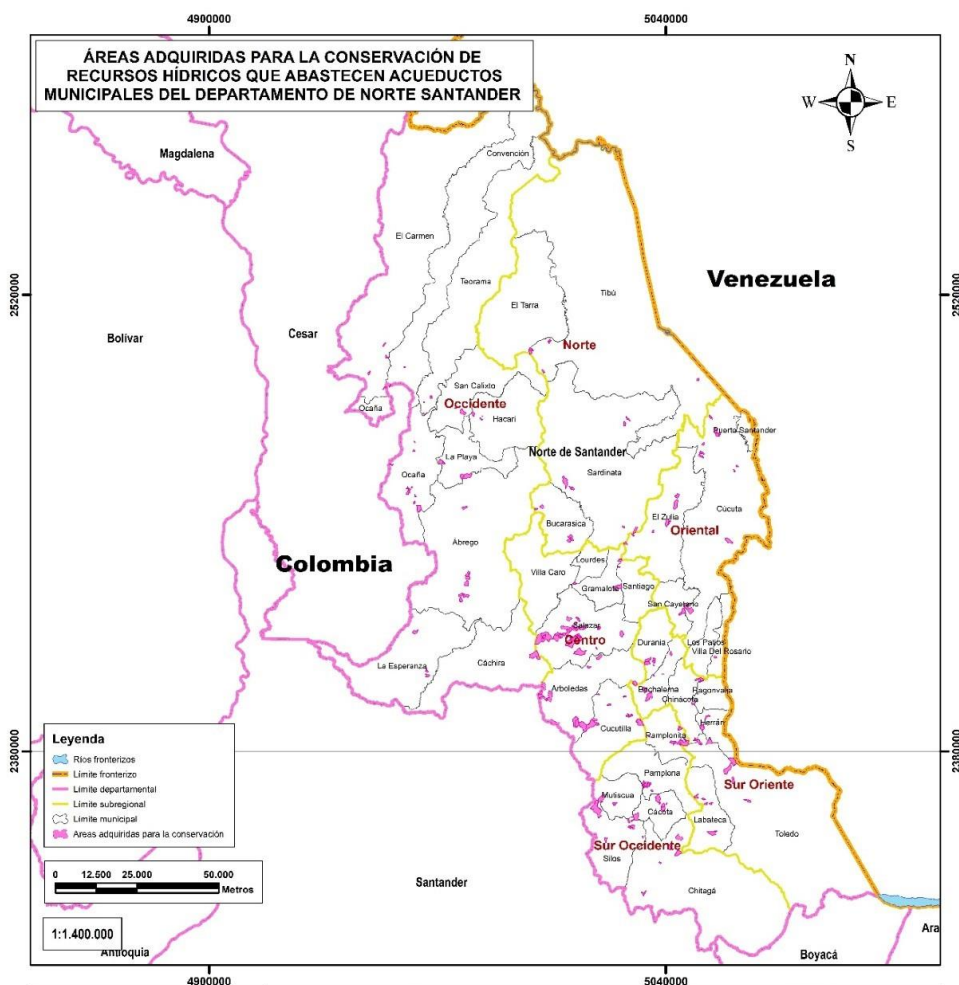 4900000
5040000
ÁREAS ADQUIRIDAS PARA LA CONSERVACIÓN DE
RECURSOS HÍDRICOS QUE ABASTECEN ACUEDUCTOS
MUNICIPALES DEL DEPARTAMENTO DE NORTE SANTANDER
N
W
E
S
Magdalena
Convención
El Carmen
Teorama
Venezuela
2520000
2520000
El Tarra
Tibú
Bolívar
Cesar
Norte
San Calixto
Ocaña
Occidente
Hacarí
Puerto Santander
La Playa
Norte de Santander
Sardinata
Ocaña
Cúcuta
El Zulia
Bucarasica
Oriental
Ábrego
Colombia
Lourdes
Villa Caro
Gramalote
Santiago
San Cayetano
Salazar
Centro
Durania
Los Patios
Villa Del Rosario
La Esperanza
Cáchira
Arboledas
Bochalema
Ragonvalia
Chinácota
Herrán
Cucutilla
Ramplonita
2380000
2380000
Leyenda
Ríos fronterizos
Límite fronterizo
Límite departamental
Límite subregional
Límite municipal
Areas adquiridas para la conservación
Pamplona
Sur Oriente
Mutiscua
Cácota
Labateca
Toledo
Sur Occidente
Silos
0 12.500 25.000 50.000
Metros
Santander
Chitagá
1:1.400.000
Antioquia
Boyacá
Ara
4900000
5040000